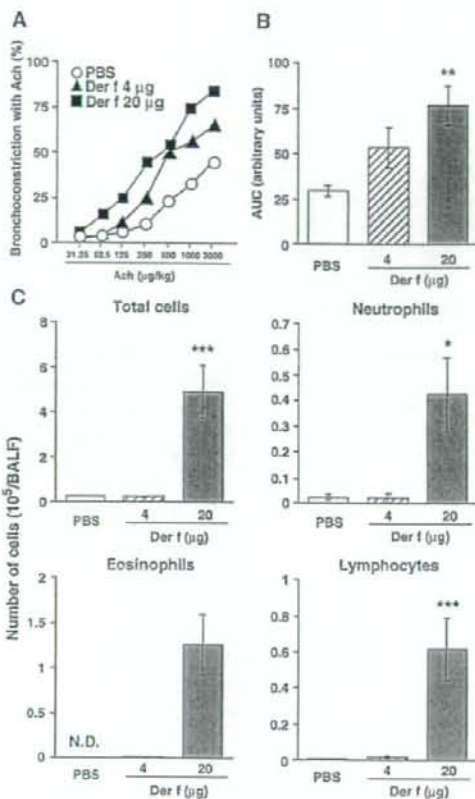 A
Bronchoconstriction with Ach (%)
100
75
50
25
0
PBS
Der f 4 μg
Der f 20 μg
31.25 62.5 125 250 500 1000 2000
Ach (μg/kg)
B
AUC (arbitrary units)
100
75
50
25
0
**
PBS 4 20
Der f (μg)
C
Number of cells (10⁵/BALF)
Total cells
8
6
4
2
0
***
PBS 4 20
Der f (μg)
Neutrophils
0.7
0.6
0.5
0.4
0.3
0.2
0.1
0
*
PBS 4 20
Der f (μg)
Eosinophils
2
1.5
1
0.5
0
N.D.
PBS 4 20
Der f (μg)
Lymphocytes
1
0.8
0.6
0.4
0.2
0
***
PBS 4 20
Der f (μg)